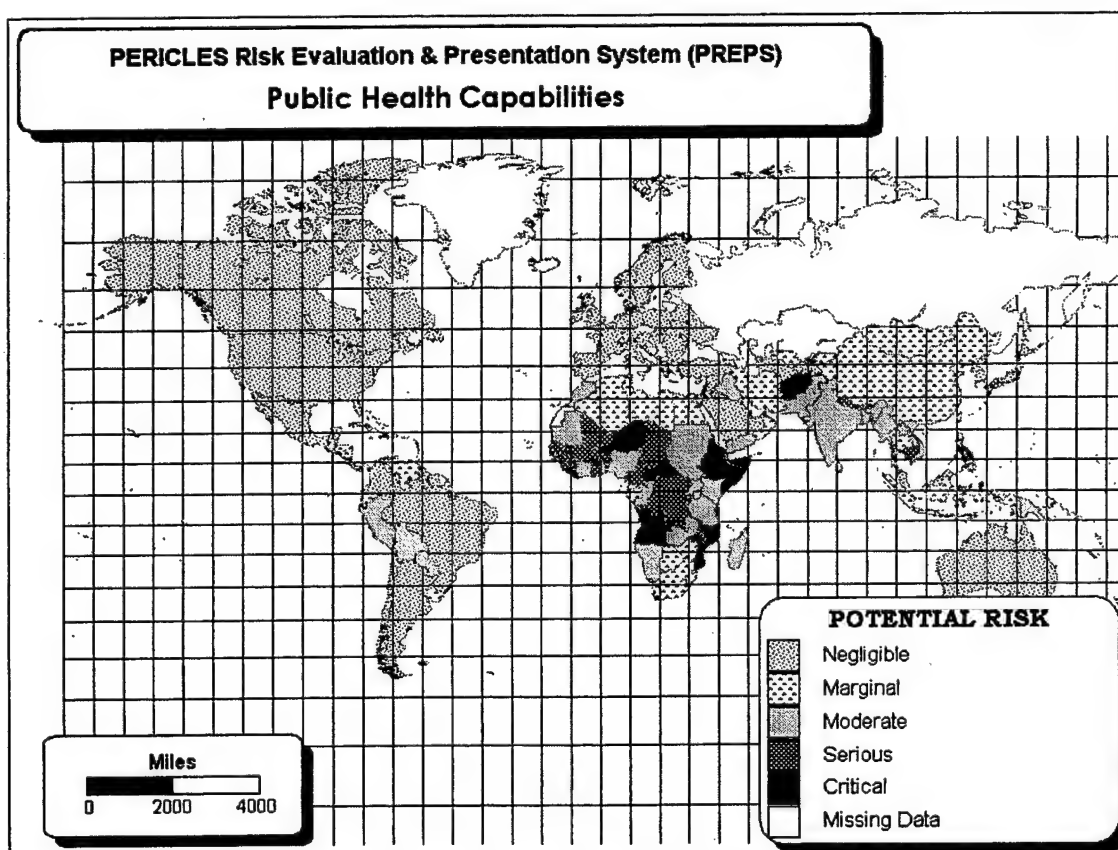 PERICLES Risk Evaluation & Presentation System (PREPS)
Public Health Capabilities
POTENTIAL RISK
Negligible
Marginal
Moderate
Serious
Critical
Missing Data
Miles
0 2000 4000